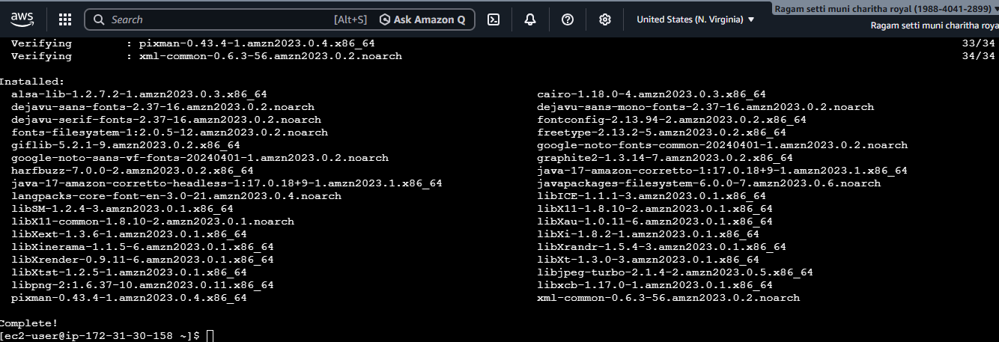 aws Search [Alt+S] Ask Amazon Q United States (N. Virginia) Ragam setti muni charitha royal (1988-4041-2899)
Ragam setti muni charitha roya
Verifying : pixman-0.43.4-1.amzn2023.0.4.x86_64 33/34
Verifying : xml-common-0.6.3-56.amzn2023.0.2.noarch 34/34
Installed:
alsa-lib-1.2.7.2-1.amzn2023.0.3.x86_64 cairo-1.18.0-4.amzn2023.0.3.x86_64
dejavu-sans-fonts-2.37-16.amzn2023.0.2.noarch dejavu-sans-mono-fonts-2.37-16.amzn2023.0.2.noarch
dejavu-serif-fonts-2.37-16.amzn2023.0.2.noarch fontconfig-2.13.94-2.amzn2023.0.2.x86_64
fonts-filesystem-1:2.0.5-12.amzn2023.0.2.noarch freetype-2.13.2-5.amzn2023.0.2.x86_64
giflib-5.2.1-9.amzn2023.0.2.x86_64 google-noto-fonts-common-20240401-1.amzn2023.0.2.noarch
google-noto-sans-vf-fonts-20240401-1.amzn2023.0.2.noarch graphite2-1.3.14-7.amzn2023.0.2.x86_64
harfbuzz-7.0.0-2.amzn2023.0.2.x86_64 java-17-amazon-corretto-1:17.0.18+9-1.amzn2023.1.x86_64
java-17-amazon-corretto-headless-1:17.0.18+9-1.amzn2023.1.x86_64 javapackages-filesystem-6.0.0-7.amzn2023.0.6.noarch
langpacks-core-font-en-3.0-21.amzn2023.0.4.noarch libICE-1.1.1-3.amzn2023.0.1.x86_64
libSM-1.2.4-3.amzn2023.0.1.x86_64 libX11-1.8.10-2.amzn2023.0.1.x86_64
libX11-common-1.8.10-2.amzn2023.0.1.noarch libXau-1.0.11-6.amzn2023.0.1.x86_64
libXext-1.3.6-1.amzn2023.0.1.x86_64 libXi-1.8.2-1.amzn2023.0.1.x86_64
libXinerama-1.1.5-6.amzn2023.0.1.x86_64 libXrandr-1.5.4-3.amzn2023.0.1.x86_64
libXrender-0.9.11-6.amzn2023.0.1.x86_64 libXt-1.3.0-3.amzn2023.0.1.x86_64
libXtst-1.2.5-1.amzn2023.0.1.x86_64 libjpeg-turbo-2.1.4-2.amzn2023.0.5.x86_64
libpng-2:1.6.37-10.amzn2023.0.11.x86_64 libxcb-1.17.0-1.amzn2023.0.1.x86_64
pixman-0.43.4-1.amzn2023.0.4.x86_64 xml-common-0.6.3-56.amzn2023.0.2.noarch
Complete!
[ec2-user@ip-172-31-30-158 ~]$